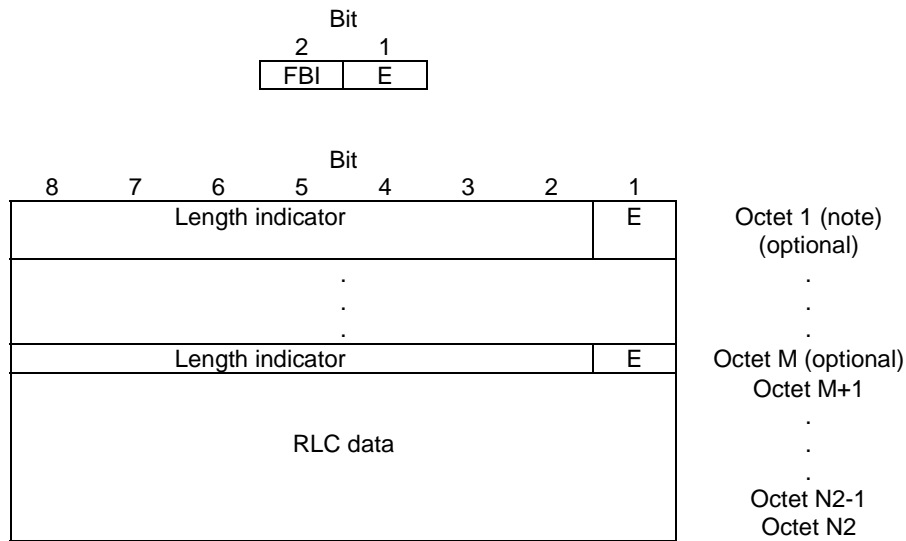 Bit
2 1
FBI E
Bit
8 7 6 5 4 3 2 1
Length indicator E Octet 1 (note)
(optional)
. .
. .
. .
Length indicator E Octet M (optional)
Octet M+1
.
RLC data .
.
Octet N2-1
Octet N2